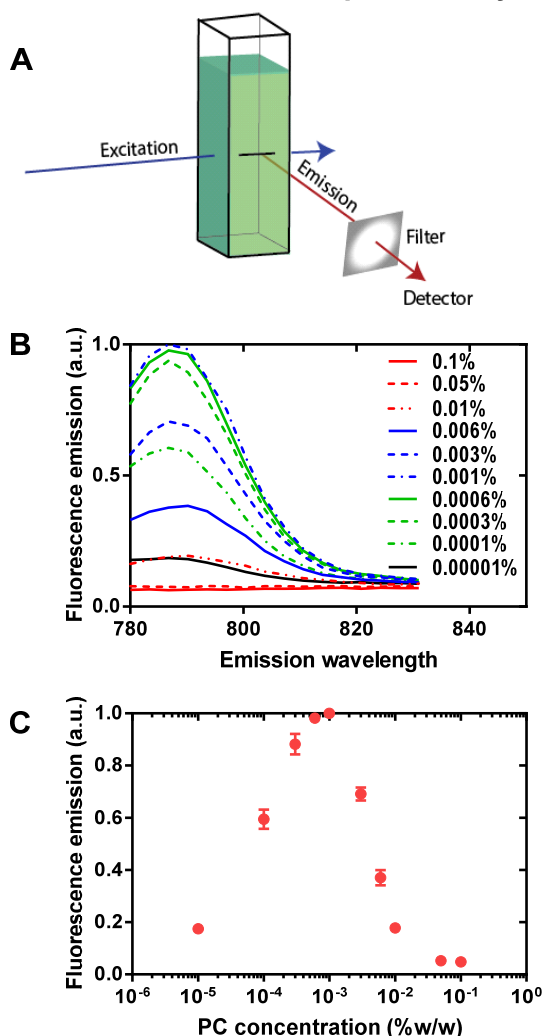 A
Excitation
Emission
Filter
Detector
B
Fluorescence emission (a.u.)
1.0
0.5
0.0
780
800
820
840
Emission wavelength
0.1%
0.05%
0.01%
0.006%
0.003%
0.001%
0.0006%
0.0003%
0.0001%
0.00001%
C
Fluorescence emission (a.u.)
1.0
0.8
0.6
0.4
0.2
0.0
10⁻⁶
10⁻⁵
10⁻⁴
10⁻³
10⁻²
10⁻¹
10⁰
PC concentration (%w/w)